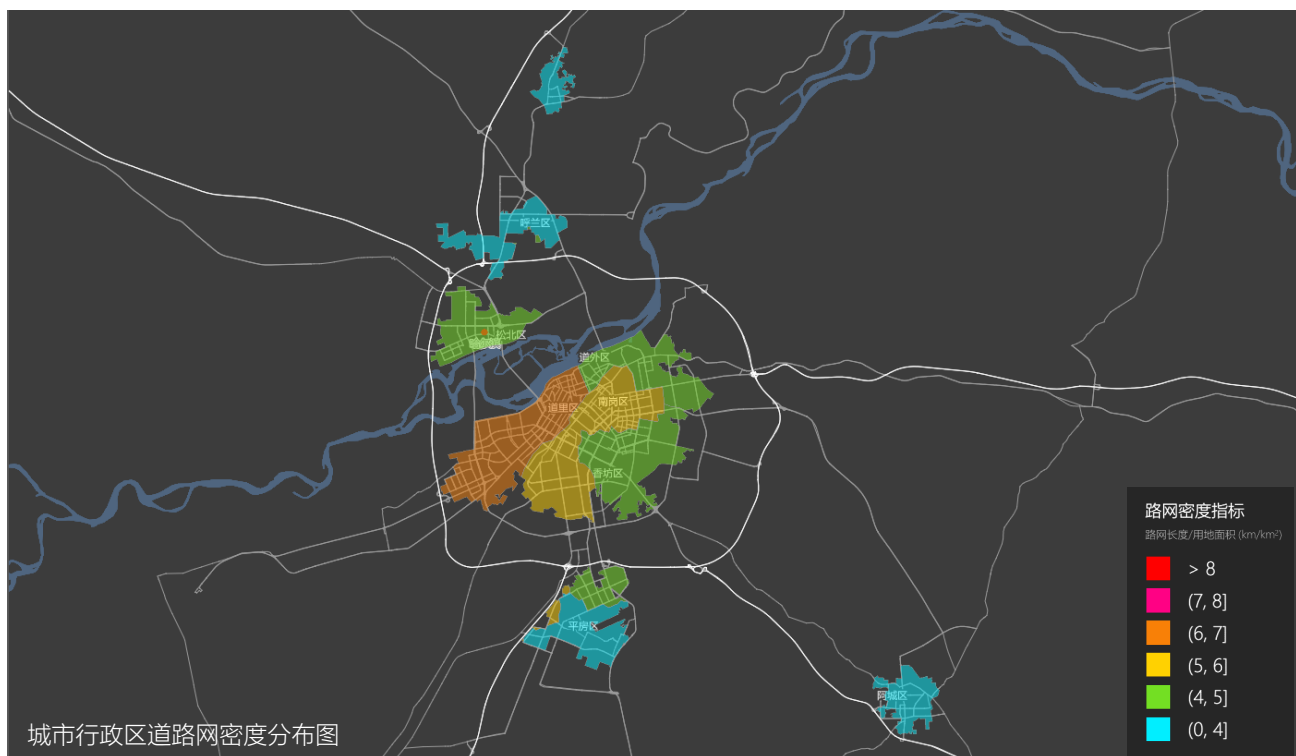 呼兰区
松北区
道外区
道里区
南岗区
香坊区
平房区
阿城区
路网密度指标
路网长度/用地面积 (km/km²)
> 8
(7, 8]
(6, 7]
(5, 6]
(4, 5]
(0, 4]
城市行政区道路网密度分布图